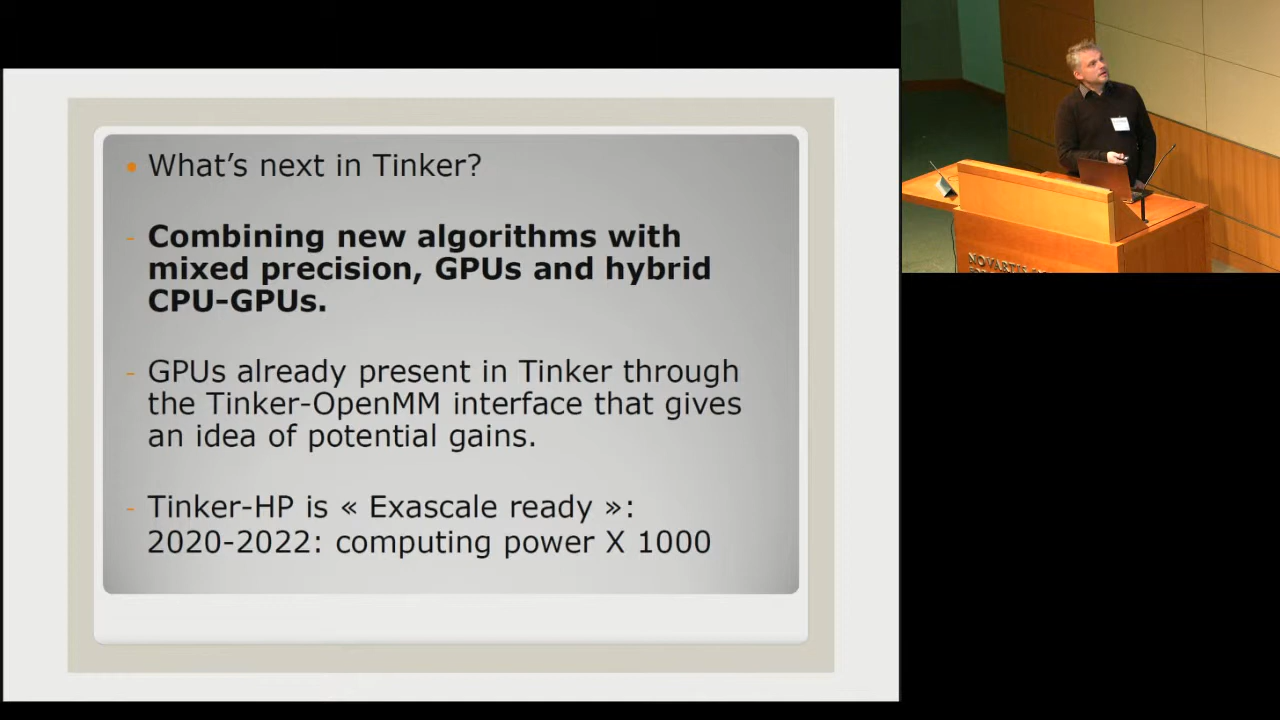 • What’s next in Tinker?
- Combining new algorithms with
mixed precision, GPUs and hybrid
CPU-GPUs.
- GPUs already present in Tinker through
the Tinker-OpenMM interface that gives
an idea of potential gains.
- Tinker-HP is « Exascale ready »:
2020-2022: computing power X 1000
NOVARTIS